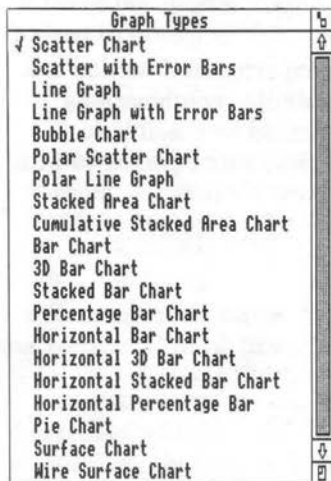 Graph Types
√ Scatter Chart
Scatter with Error Bars
Line Graph
Line Graph with Error Bars
Bubble Chart
Polar Scatter Chart
Polar Line Graph
Stacked Area Chart
Cumulative Stacked Area Chart
Bar Chart
3D Bar Chart
Stacked Bar Chart
Percentage Bar Chart
Horizontal Bar Chart
Horizontal 3D Bar Chart
Horizontal Stacked Bar Chart
Horizontal Percentage Bar
Pie Chart
Surface Chart
Wire Surface Chart